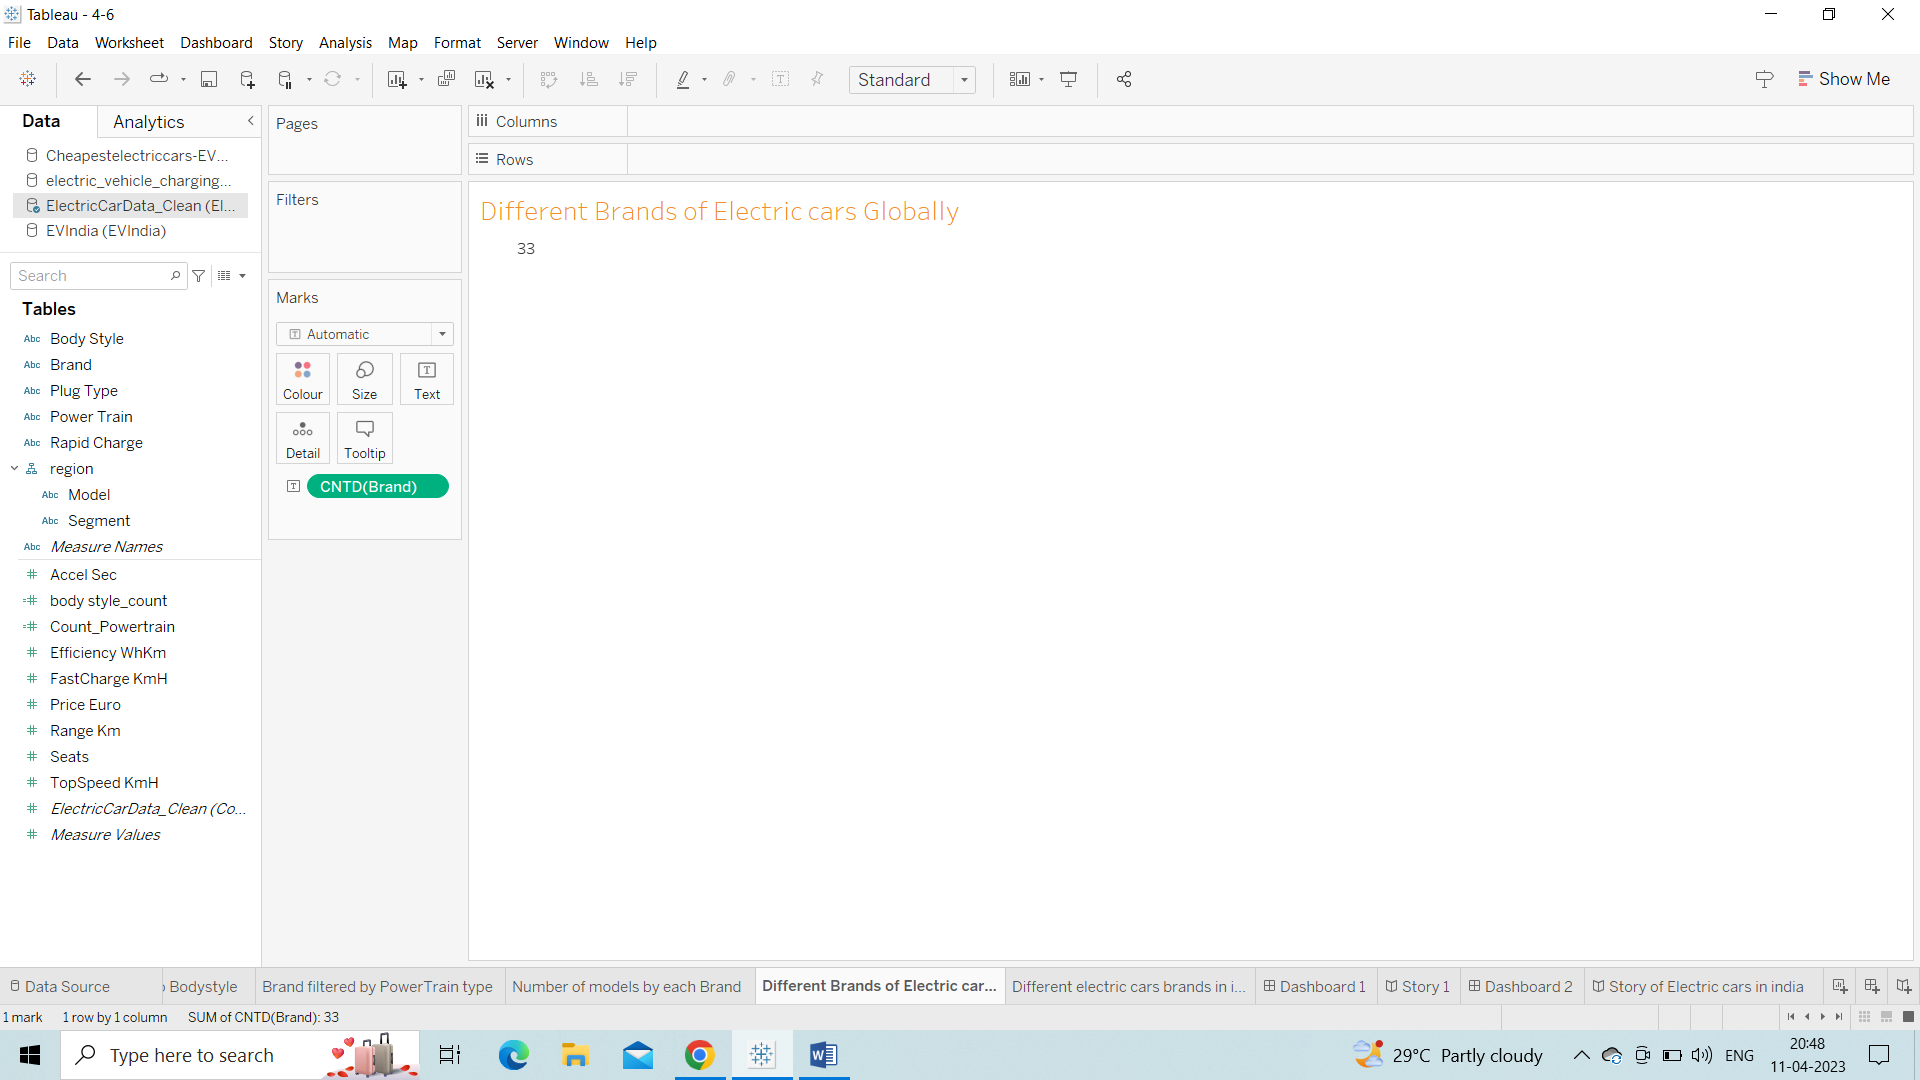 Tableau - 4-6
File Data Worksheet Dashboard Story Analysis Map Format Server Window Help
Standard
Show Me
Data Analytics
Cheapestelectriccars-EV...
electric_vehicle_charging...
ElectricCarData_Clean (El...
EVIndia (EVIndia)
Search
Tables
Abc Body Style
Abc Brand
Abc Plug Type
Abc Power Train
Abc Rapid Charge
region
Abc Model
Abc Segment
Abc Measure Names
# Accel Sec
=# body style_count
=# Count_Powertrain
# Efficiency WhKm
# FastCharge KmH
# Price Euro
# Range Km
# Seats
# TopSpeed KmH
# ElectricCarData_Clean (Co...
# Measure Values
Pages
Filters
Marks
T Automatic
Colour Size T Text
Detail Tooltip
T CNTD(Brand)
Columns
Rows
Different Brands of Electric cars Globally
33
Data Source Bodystyle Brand filtered by PowerTrain type Number of models by each Brand Different Brands of Electric car... Different electric cars brands in i... Dashboard 1 Story 1 Dashboard 2 Story of Electric cars in india
1 mark 1 row by 1 column SUM of CNTD(Brand): 33
Type here to search
29°C Partly cloudy
ENG
20:48
11-04-2023